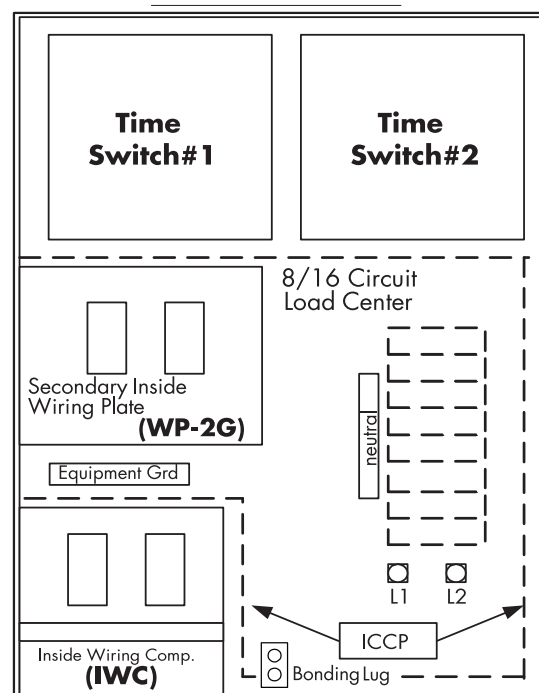 Time
Switch#1
Time
Switch#2
8/16 Circuit
Load Center
Secondary Inside
Wiring Plate
(WP-2G)
neutral
Equipment Grd
L1
L2
ICCP
Inside Wiring Comp.
(IWC)
Bonding Lug